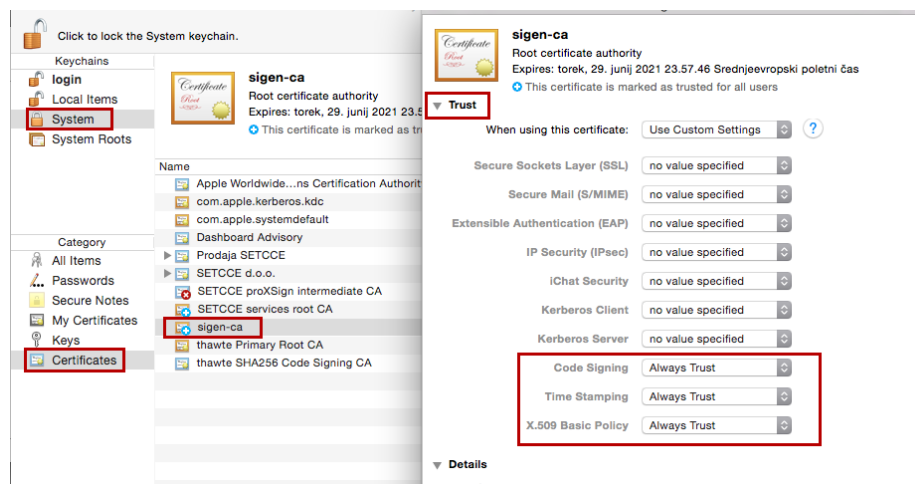 Click to lock the System keychain.
Keychains
login
Local Items
System
System Roots
Category
All Items
Passwords
Secure Notes
My Certificates
Keys
Certificates
Certificate
Root
sigen-ca
Root certificate authority
Expires: torek, 29. junij 2021 23.5
This certificate is marked as tr
Name
Apple Worldwide...ns Certification Authorit
com.apple.kerberos.kdc
com.apple.systemdefault
Dashboard Advisory
Prodaja SETCCE
SETCCE d.o.o.
SETCCE proXSign intermediate CA
SETCCE services root CA
sigen-ca
thawte Primary Root CA
thawte SHA256 Code Signing CA
Certificate
Root
sigen-ca
Root certificate authority
Expires: torek, 29. junij 2021 23.57.46 Srednjeevropski poletni čas
This certificate is marked as trusted for all users
Trust
When using this certificate: Use Custom Settings ?
Secure Sockets Layer (SSL) no value specified
Secure Mail (S/MIME) no value specified
Extensible Authentication (EAP) no value specified
IP Security (IPsec) no value specified
iChat Security no value specified
Kerberos Client no value specified
Kerberos Server no value specified
Code Signing Always Trust
Time Stamping Always Trust
X.509 Basic Policy Always Trust
Details